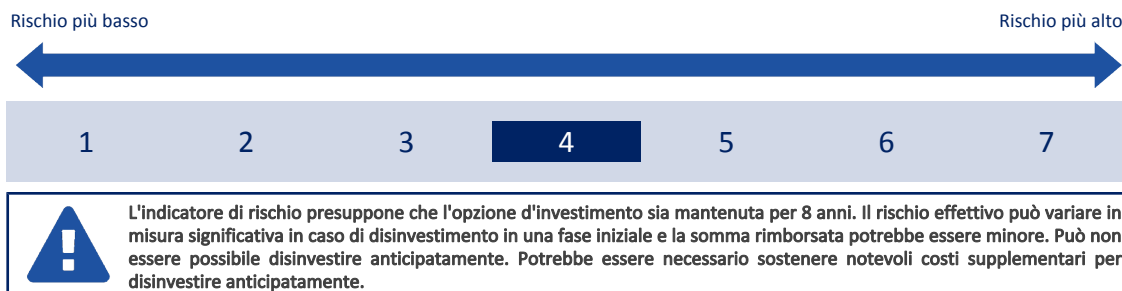 Rischio più basso Rischio più alto
1 2 3 4 5 6 7
L'indicatore di rischio presuppone che l'opzione d'investimento sia mantenuta per 8 anni. Il rischio effettivo può variare in
misura significativa in caso di disinvestimento in una fase iniziale e la somma rimborsata potrebbe essere minore. Può non
essere possibile disinvestire anticipatamente. Potrebbe essere necessario sostenere notevoli costi supplementari per
disinvestire anticipatamente.